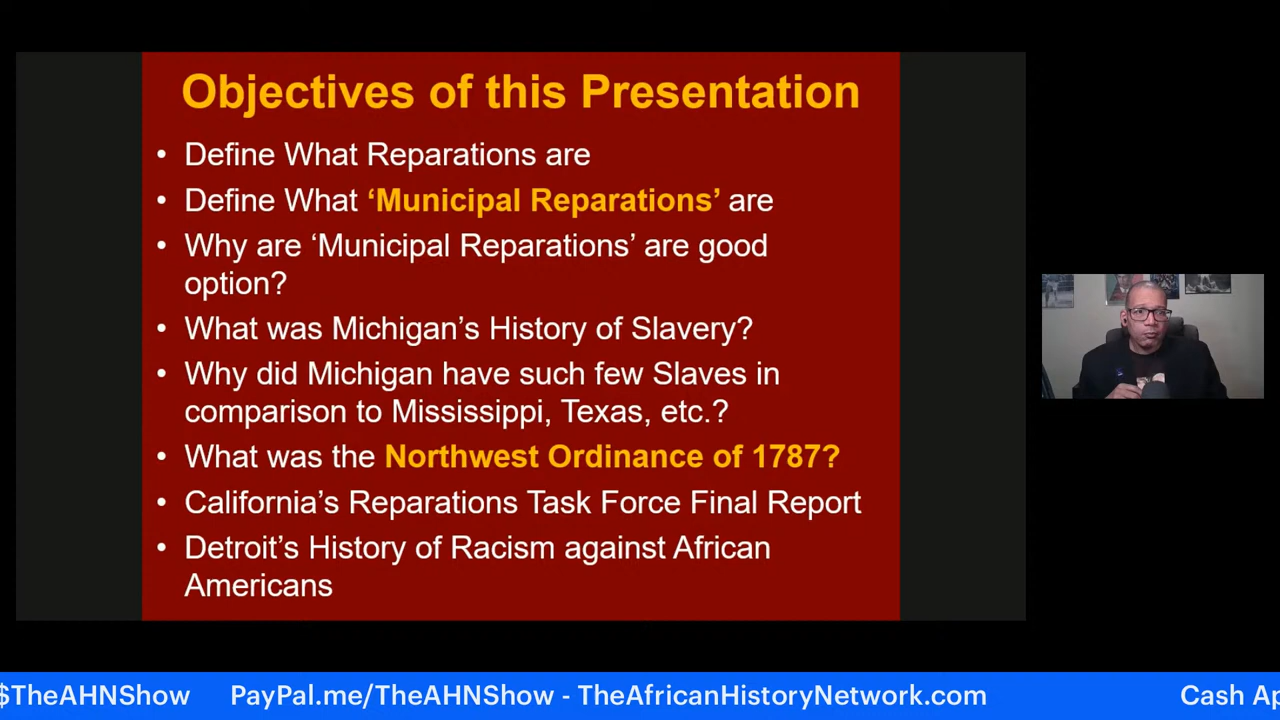 Objectives of this Presentation
• Define What Reparations are
• Define What ‘Municipal Reparations’ are
• Why are ‘Municipal Reparations’ are good
option?
• What was Michigan’s History of Slavery?
• Why did Michigan have such few Slaves in
comparison to Mississippi, Texas, etc.?
• What was the Northwest Ordinance of 1787?
• California’s Reparations Task Force Final Report
• Detroit’s History of Racism against African
Americans
$TheAHNShow PayPal.me/TheAHNShow - TheAfricanHistoryNetwork.com Cash Ap